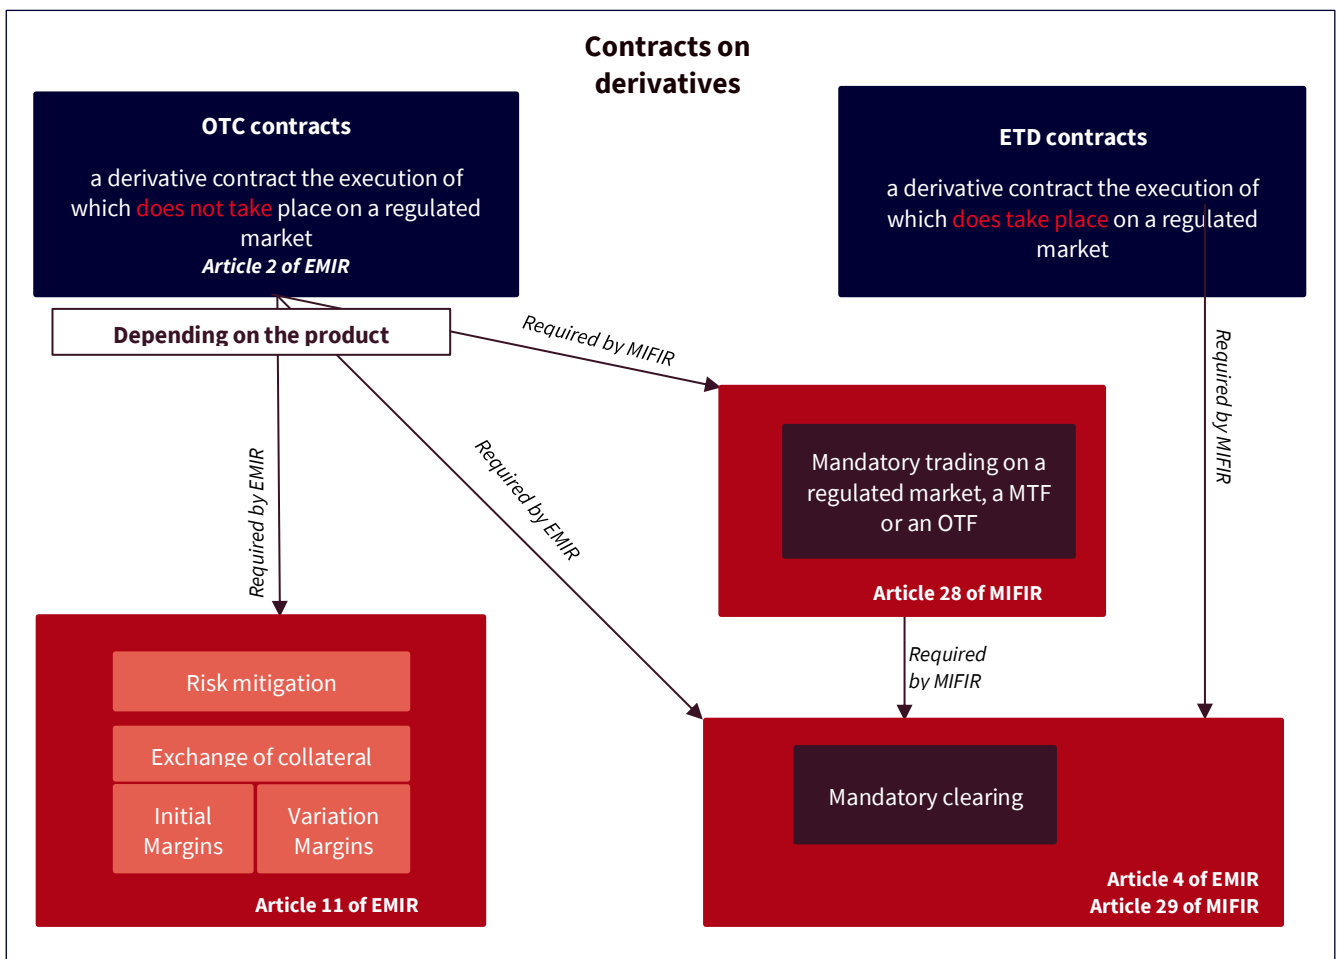 Contracts on
derivatives
OTC contracts
a derivative contract the execution of
which does not take place on a regulated
market
Article 2 of EMIR
ETD contracts
a derivative contract the execution of
which does take place on a regulated
market
Depending on the product
Required by MIFIR
Required by MIFIR
Required by EMIR
Required by EMIR
Mandatory trading on a
regulated market, a MTF
or an OTF
Article 28 of MIFIR
Required
by MIFIR
Risk mitigation
Exchange of collateral
Initial
Margins
Variation
Margins
Article 11 of EMIR
Mandatory clearing
Article 4 of EMIR
Article 29 of MIFIR